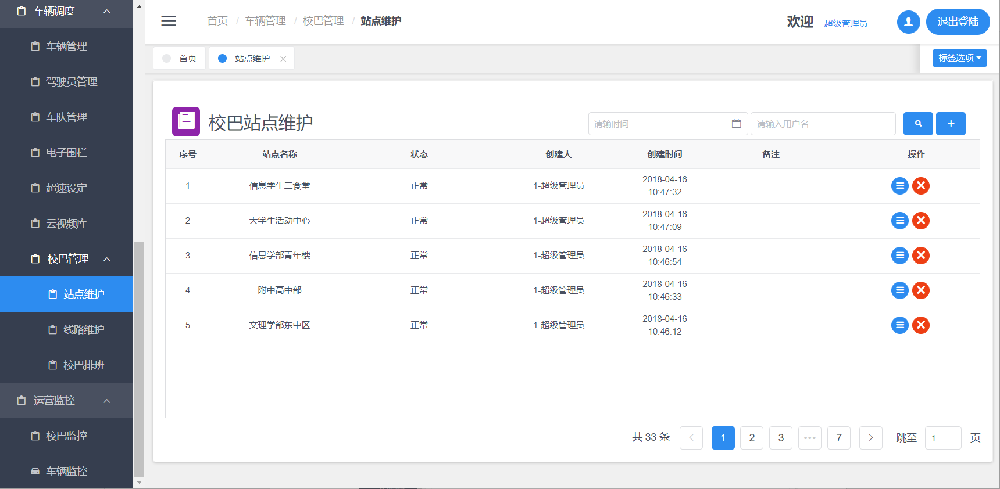 车辆调度
车辆管理
驾驶员管理
车队管理
电子围栏
超速设定
云视频库
校巴管理
站点维护
线路维护
校巴排班
运营监控
校巴监控
车辆监控
首页 / 车辆管理 / 校巴管理 / 站点维护
欢迎 超级管理员 退出登陆
首页 站点维护 标签选项
校巴站点维护 请输时间 请输入用户名
序号 站点名称 状态 创建人 创建时间 备注 操作
1 信息学生二食堂 正常 1-超级管理员 2018-04-16
10:47:32
2 大学生活动中心 正常 1-超级管理员 2018-04-16
10:47:09
3 信息学部青年楼 正常 1-超级管理员 2018-04-16
10:46:54
4 附中高中部 正常 1-超级管理员 2018-04-16
10:46:33
5 文理学部东中区 正常 1-超级管理员 2018-04-16
10:46:12
共 33 条 1 2 3 ••• 7 跳至 1 页